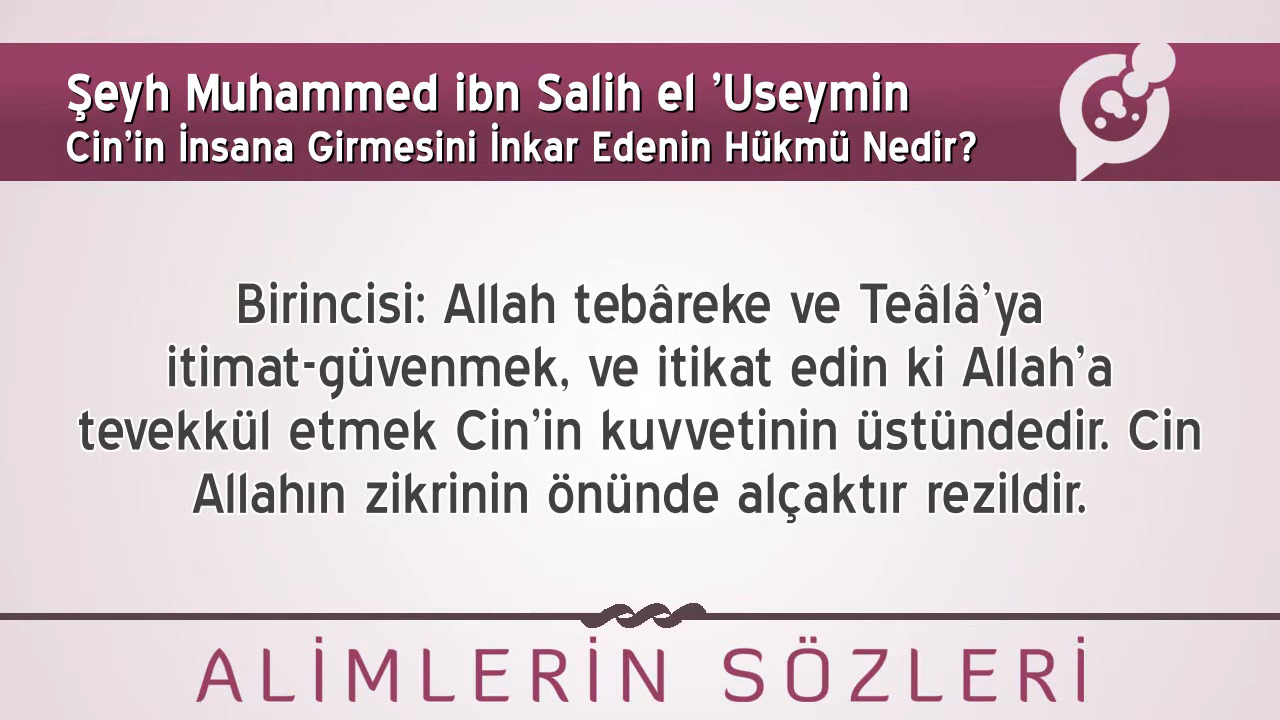 Şeyh Muhammed ibn Salih el ’Useymin
Cin’in İnsana Girmesini İnkar Edenin Hükmü Nedir?
Birincisi: Allah tebâreke ve Teâlâ’ya
itimat-güvenmek, ve itikat edin ki Allah’a
tevekkül etmek Cin’in kuvvetinin üstündedir. Cin
Allahın zikrinin önünde alçaktır rezildir.
ALİMLERİN SÖZLERİ